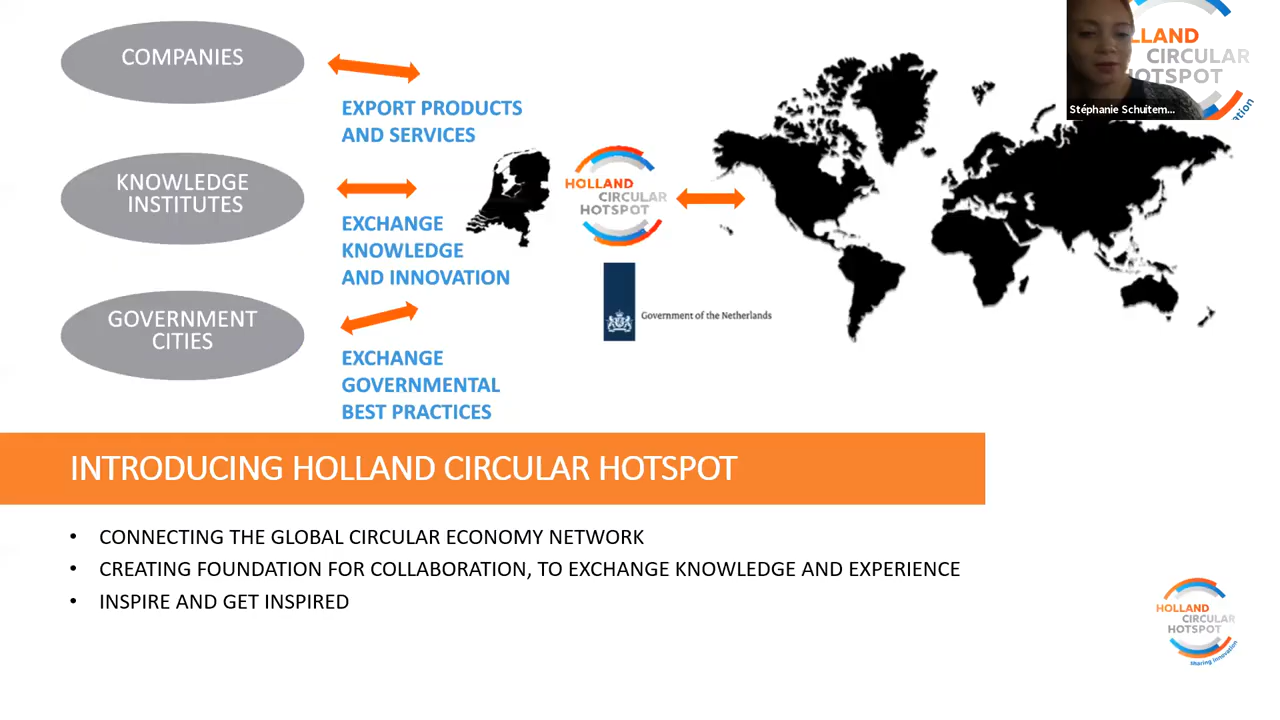 COMPANIES
EXPORT PRODUCTS
AND SERVICES
KNOWLEDGE
INSTITUTES
EXCHANGE
KNOWLEDGE
AND INNOVATION
GOVERNMENT
CITIES
EXCHANGE
GOVERNMENTAL
BEST PRACTICES
HOLLAND
CIRCULAR
HOTSPOT
Government of the Netherlands
LLAND
CIRCULAR
HOTSPOT
Stéphanie Schuitem...
INTRODUCING HOLLAND CIRCULAR HOTSPOT
• CONNECTING THE GLOBAL CIRCULAR ECONOMY NETWORK
• CREATING FOUNDATION FOR COLLABORATION, TO EXCHANGE KNOWLEDGE AND EXPERIENCE
• INSPIRE AND GET INSPIRED
HOLLAND
CIRCULAR
HOTSPOT
sharing innovation